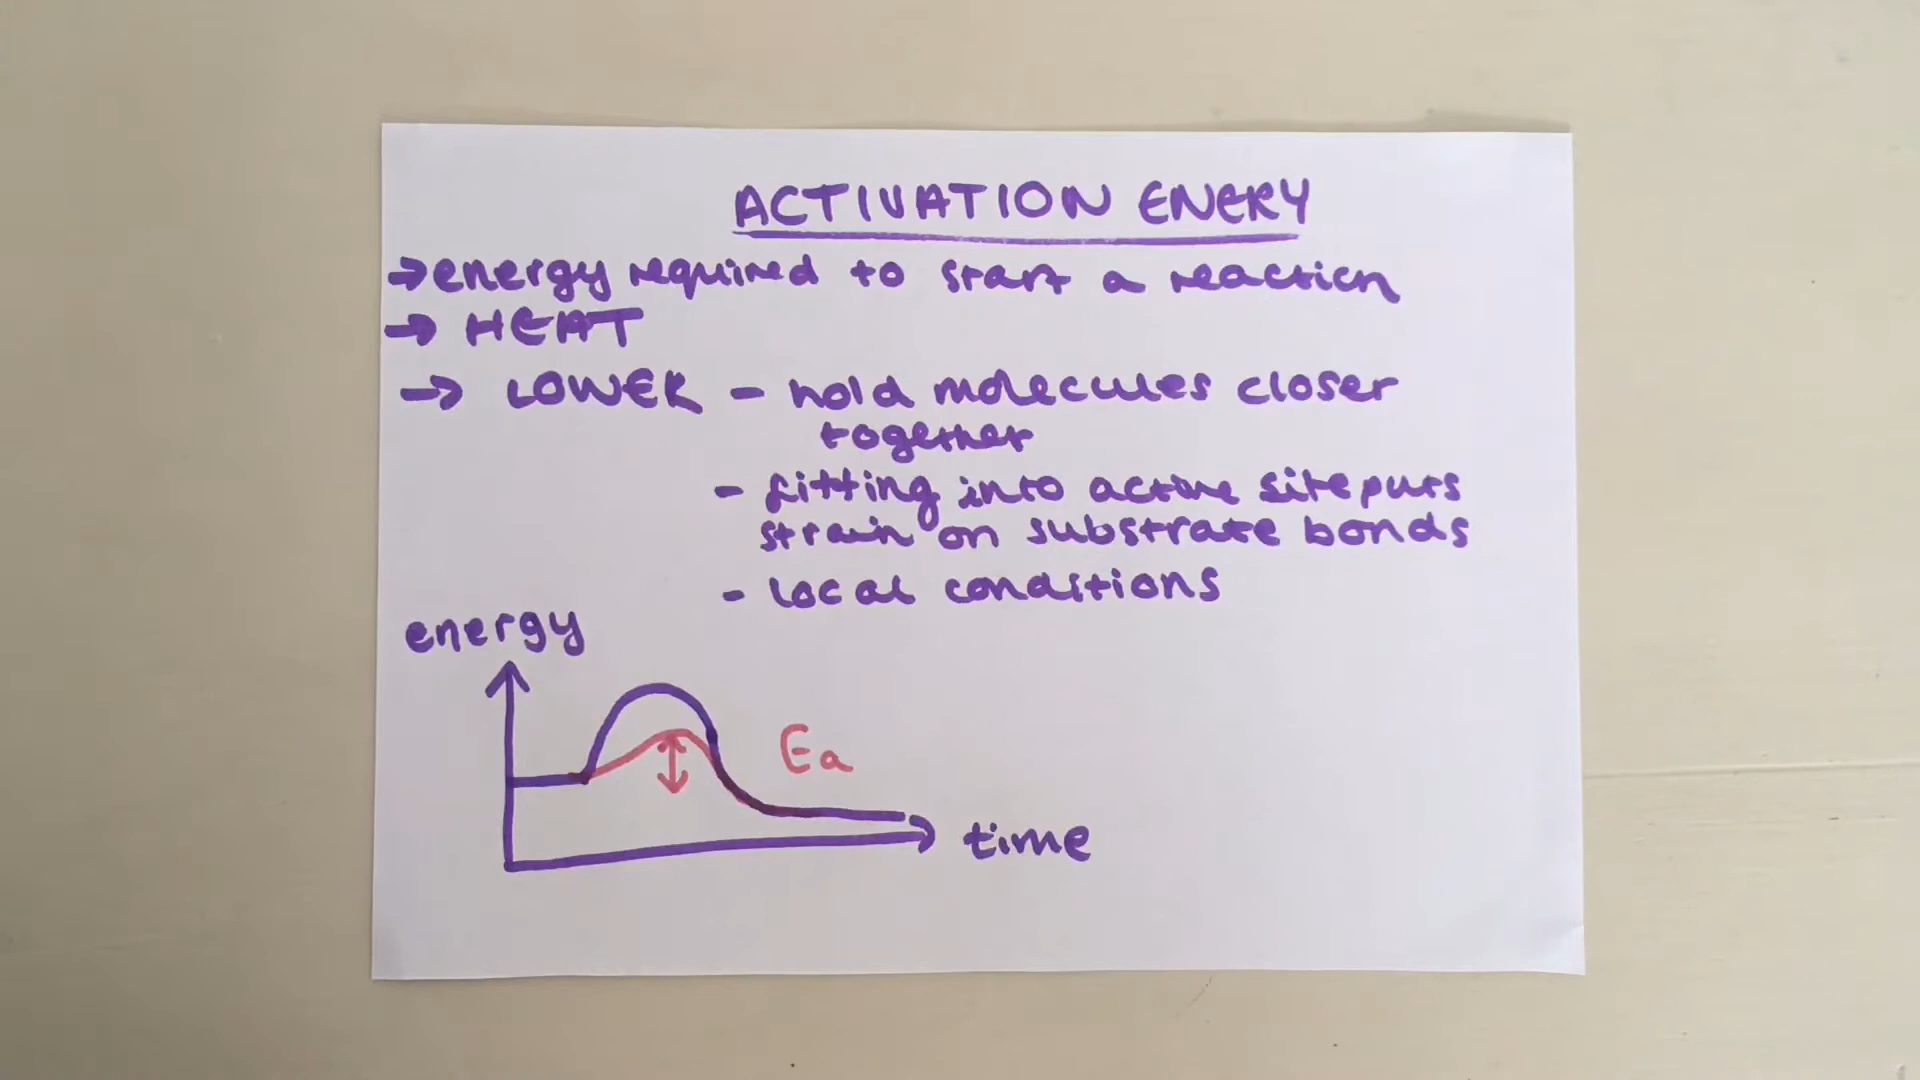 ACTIVATION ENERY
→ energy required to start a reaction
→ HEAT
→ LOWER - hold molecules closer
together
- fitting into active site puts
strain on substrate bonds
- local conditions
energy
Ea
time